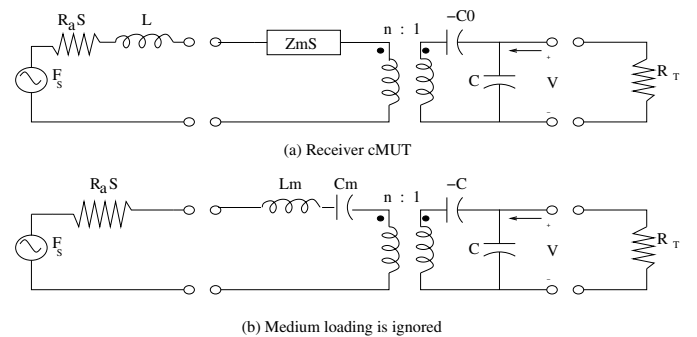 RaS L n : 1 −C0
ZmS
Fs C V RT
+
−
(a) Receiver cMUT
RaS Lm Cm n : 1 −C
Fs C V RT
+
−
(b) Medium loading is ignored